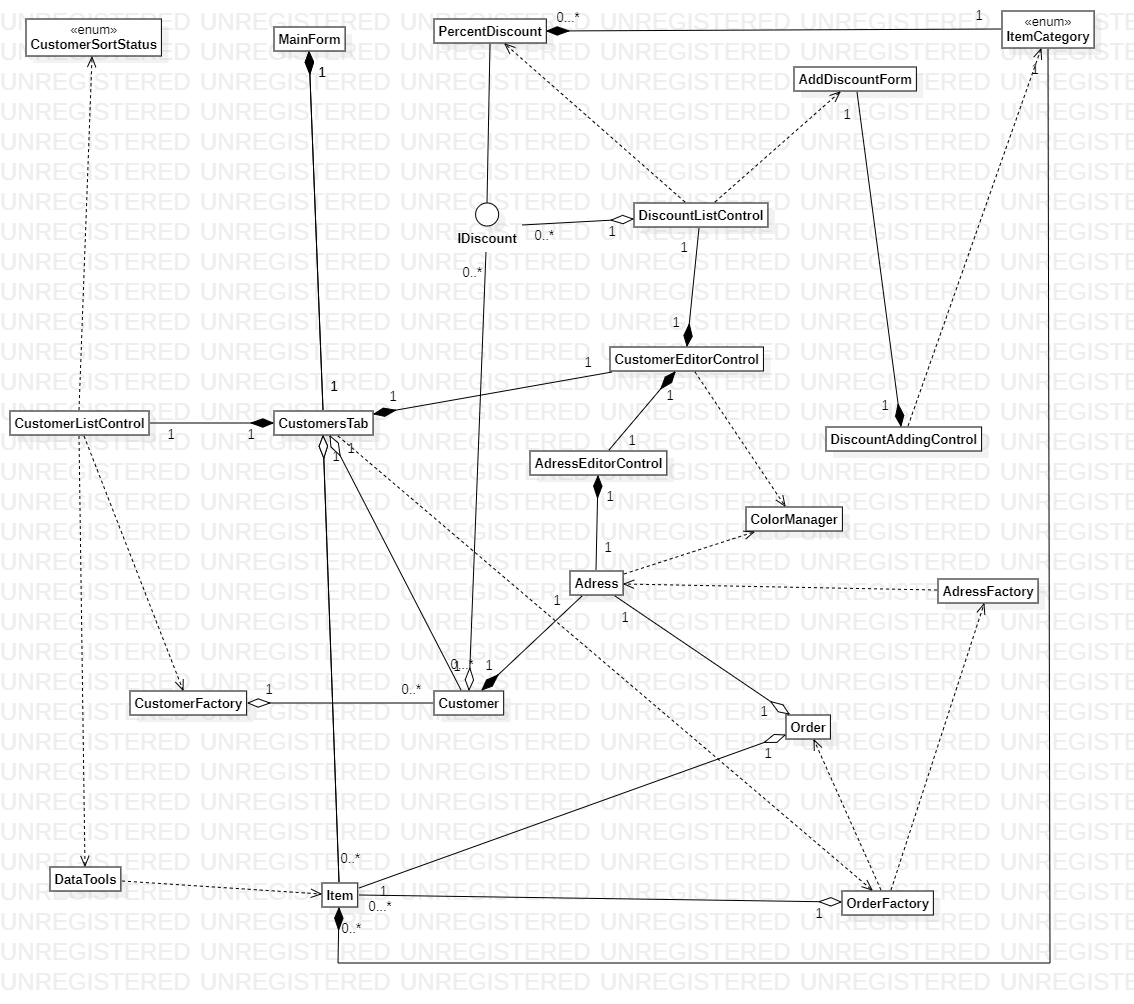 «enum»
CustomerSortStatus
MainForm
1
PercentDiscount
0...*
1
«enum»
ItemCategory
1
AddDiscountForm
1
DiscountListControl
1
0..*
1
IDiscount
0..*
1
1
CustomerEditorControl
1
1
1
1
1
CustomerListControl
1
1
CustomersTab
1
1
DiscountAddingControl
1
AdressEditorControl
1
ColorManager
1
Adress
1
1
AdressFactory
0...*
1
1
CustomerFactory
1
0..*
Customer
1
Order
1
0..*
DataTools
Item
1
0...*
0..*
1
OrderFactory
UNREGISTERED